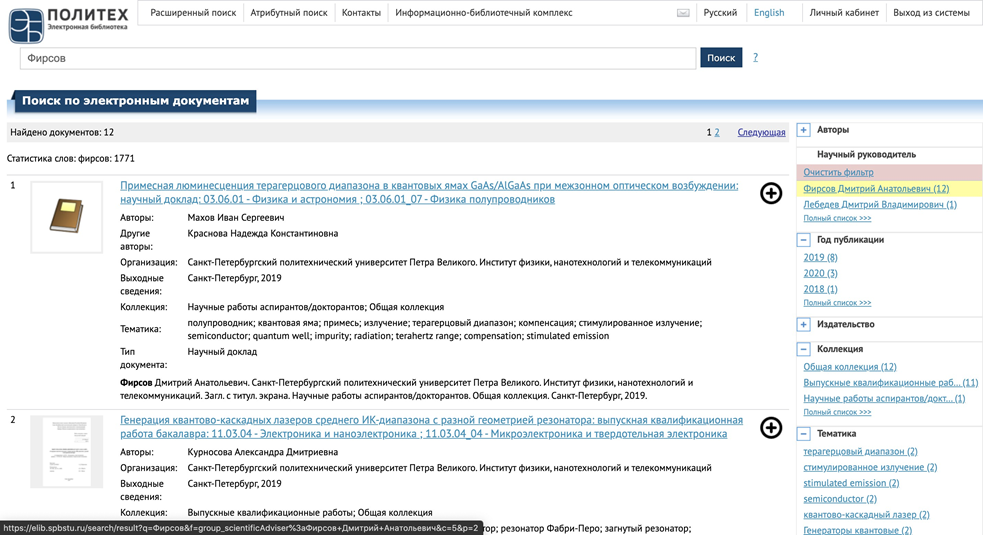 ПОЛИТЕХ
Электронная библиотека
Расширенный поиск Атрибутный поиск Контакты Информационно-библиотечный комплекс Русский English Личный кабинет Выход из системы
Фирсов Поиск ?
Поиск по электронным документам
Найдено документов: 12 1 2 Следующая
Статистика слов: фирсов: 1771
1 Примесная люминесценция терагерцового диапазона в квантовых ямах GaAs/AlGaAs при межзонном оптическом возбуждении:
научный доклад: 03.06.01 - Физика и астрономия ; 03.06.01_07 - Физика полупроводников
Авторы: Махов Иван Сергеевич
Другие авторы: Краснова Надежда Константиновна
Организация: Санкт-Петербургский политехнический университет Петра Великого. Институт физики, нанотехнологий и телекоммуникаций
Выходные сведения: Санкт-Петербург, 2019
Коллекция: Научные работы аспирантов/докторантов; Общая коллекция
Тематика: полупроводник; квантовая яма; примесь; излучение; терагерцовый диапазон; компенсация; стимулированное излучение;
semiconductor; quantum well; impurity; radiation; terahertz range; compensation; stimulated emission
Тип документа: Научный доклад
Фирсов Дмитрий Анатольевич. Санкт-Петербургский политехнический университет Петра Великого. Институт физики, нанотехнологий и
телекоммуникаций. Загл. с титул. экрана. Научные работы аспирантов/докторантов. Общая коллекция. Санкт-Петербург, 2019.
2 Генерация квантово-каскадных лазеров среднего ИК-диапазона с разной геометрией резонатора: выпускная квалификационная
работа бакалавра: 11.03.04 - Электроника и наноэлектроника ; 11.03.04_04 - Микроэлектроника и твердотельная электроника
Авторы: Курносова Александра Дмитриевна
Организация: Санкт-Петербургский политехнический университет Петра Великого. Институт физики, нанотехнологий и телекоммуникаций
Выходные сведения: Санкт-Петербург, 2019
Коллекция: Выпускные квалификационные работы; Общая коллекция
тор; резонатор Фабри-Перо; загнутый резонатор;
https://elib.spbstu.ru/search/result?q=Фирсов&f=group_scientificAdviser%3aФирсов+Дмитрий+Анатольевич&c=5&p=2
+ Авторы
Научный руководитель
Очистить фильтр
Фирсов Дмитрий Анатольевич (12)
Лебедев Дмитрий Владимирович (1)
Полный список >>>
− Год публикации
2019 (8)
2020 (3)
2018 (1)
Полный список >>>
+ Издательство
− Коллекция
Общая коллекция (12)
Выпускные квалификационные раб... (11)
Научные работы аспирантов/докт... (1)
Полный список >>>
− Тематика
терагерцовый диапазон (2)
стимулированное излучение (2)
stimulated emission (2)
semiconductor (2)
квантово-каскадный лазер (2)
Генераторы квантовые (2)